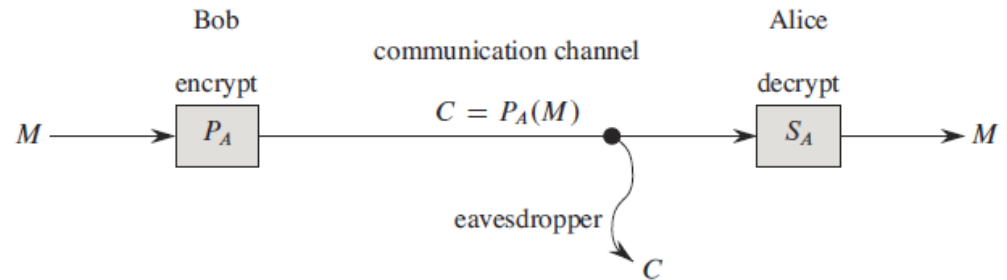 Bob
Alice
communication channel
encrypt
decrypt
C = P_A(M)
M
P_A
S_A
M
eavesdropper
C